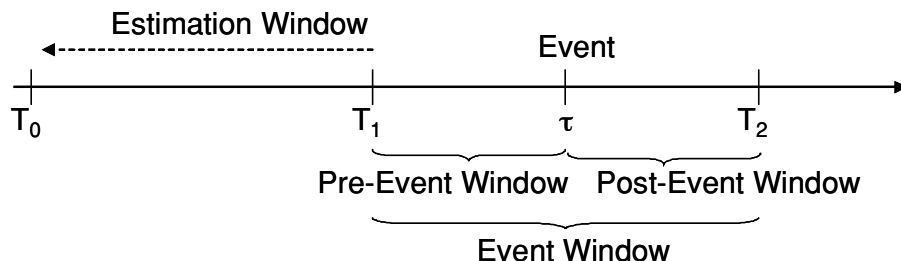 Estimation Window
Event
T₀
T₁
τ
T₂
Pre-Event Window
Post-Event Window
Event Window